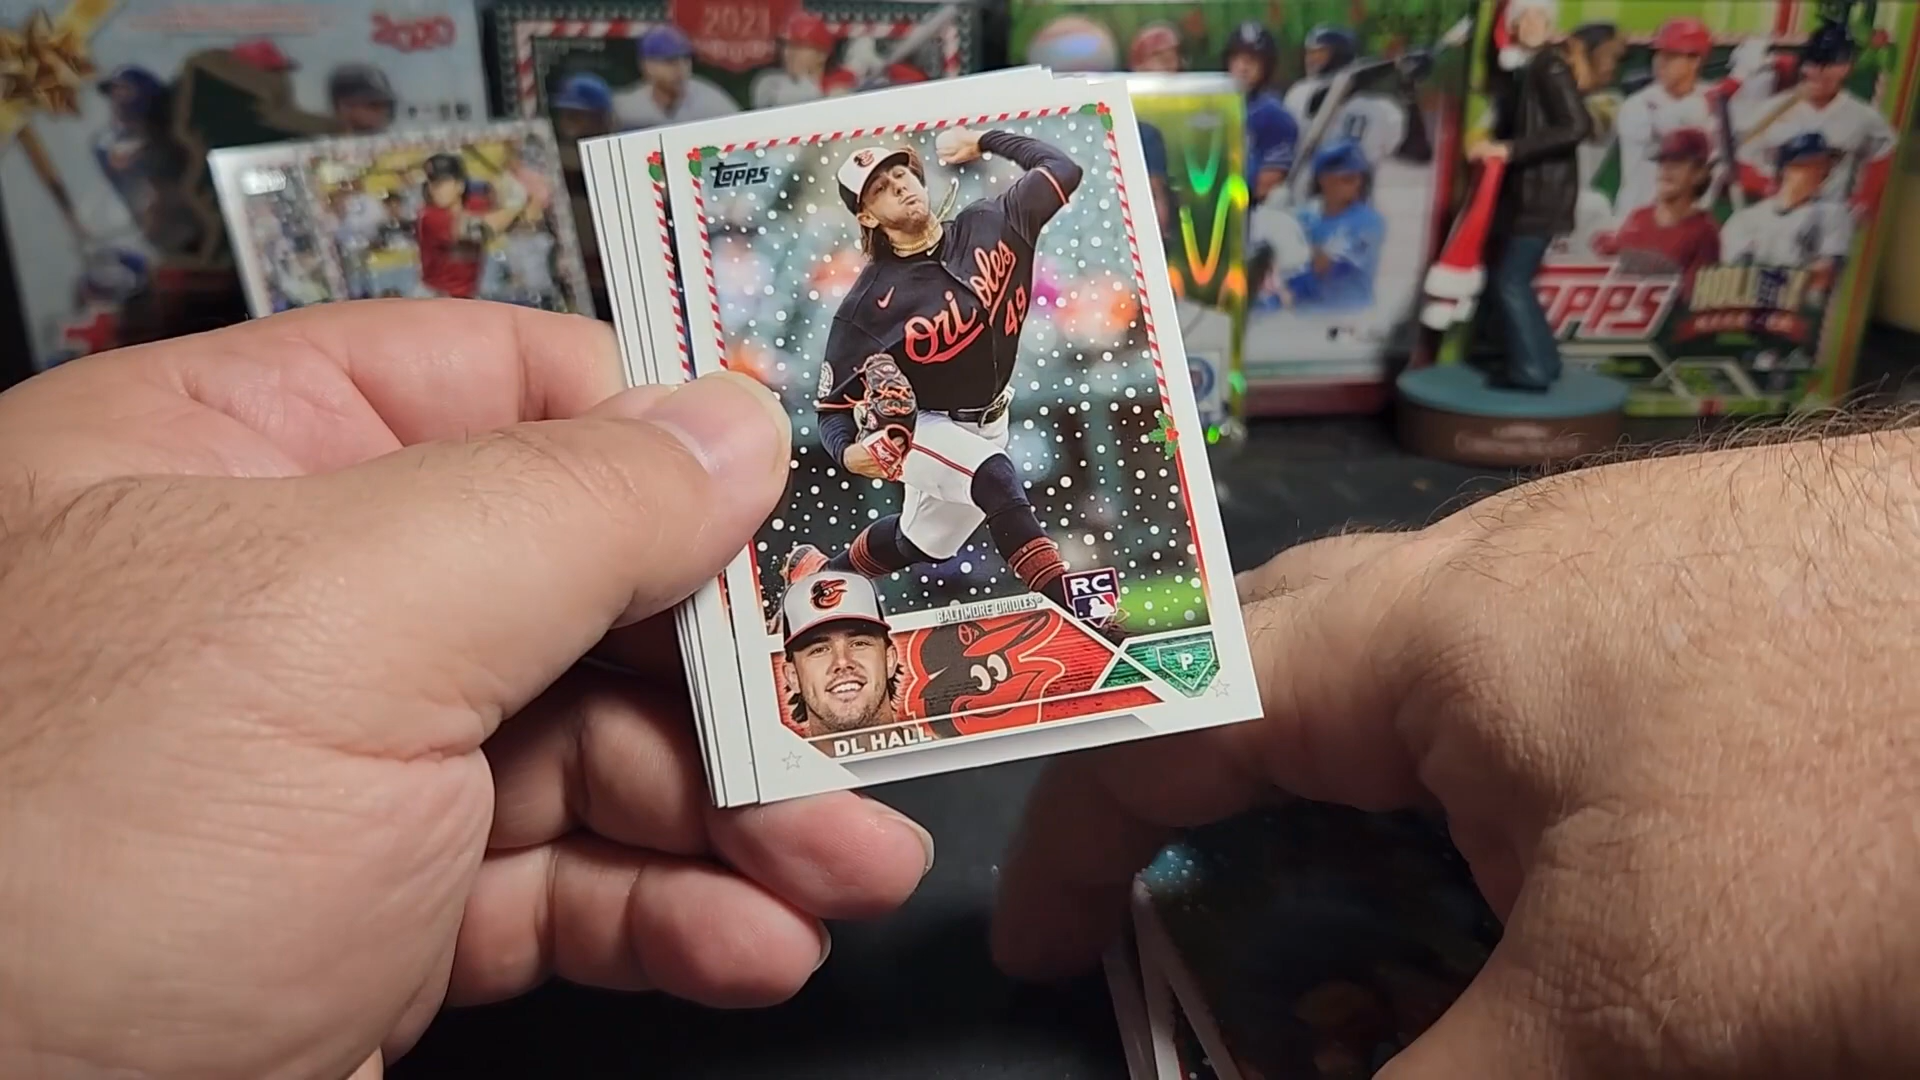 2020
2021
Topps
Orioles
49
RC
BALTIMORE ORIOLES
P
DL HALL
TOPPS
HOLIDAY